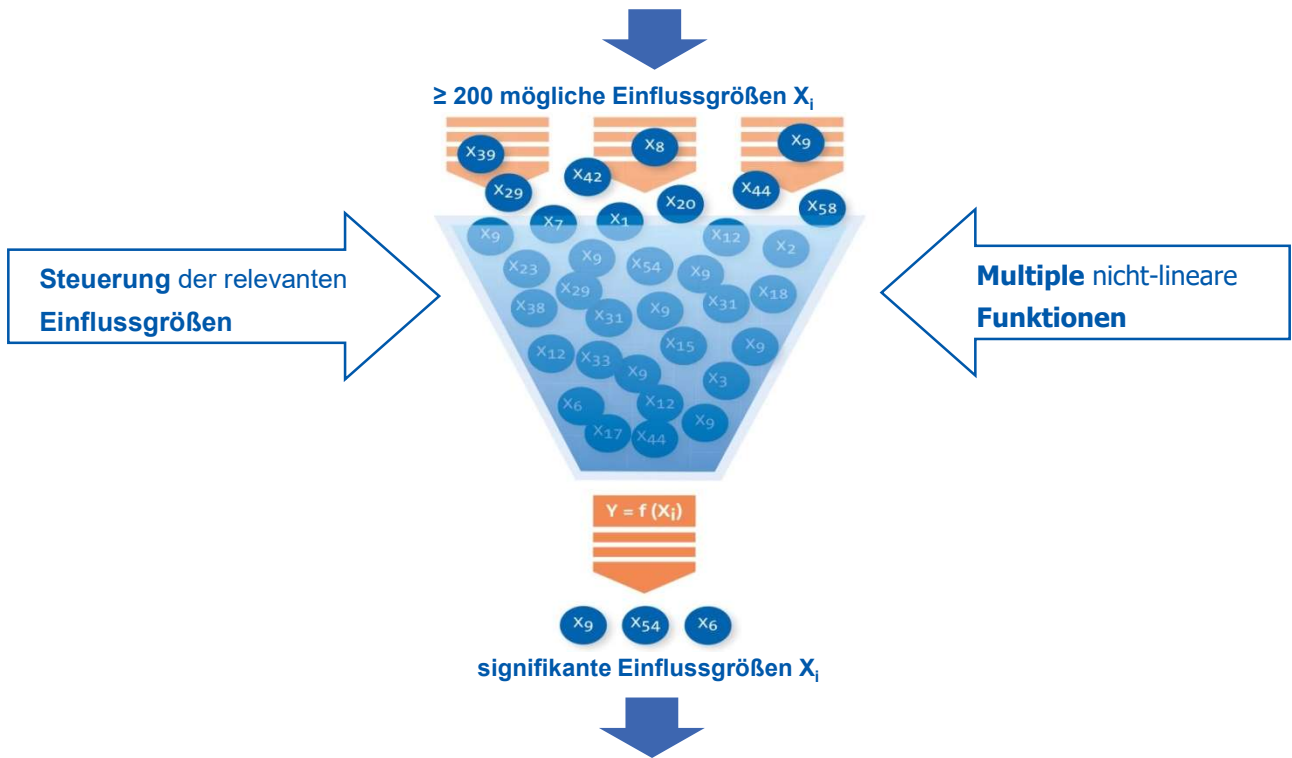 ≥ 200 mögliche Einflussgrößen Xi
X39
X8
X9
X29
X42
X20
X44
X58
X9
X7
X1
X12
X2
X23
X9
X54
X9
X38
X29
X31
X9
X31
X18
X12
X33
X9
X15
X9
X3
X6
X12
X9
X17
X44
Steuerung der relevanten
Einflussgrößen
Multiple nicht-lineare
Funktionen
Y = f (Xi)
X9 X54 X6
signifikante Einflussgrößen Xi